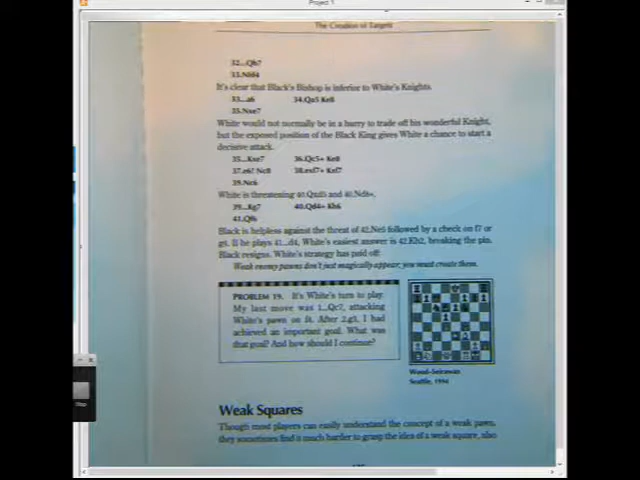 Project 1
The Creation of Targets
32...Qb7
33.Nbd4
It's clear that Black's Bishop is inferior to White's Knights.
33...a6 34.Qa5 Ke8
35.Nxe7
White would not normally be in a hurry to trade off his wonderful Knight,
but the exposed position of the Black King gives White a chance to start a
decisive attack.
35...Kxe7 36.Qc5+ Ke8
37.e6! Nc8 38.exf7+ Kxf7
39.Nc6
White is threatening 40.Qxd5 and 40.Nd8+.
39...Kg7 40.Qd4+ Kh6
41.Qf6
Black is helpless against the threat of 42.Ne5 followed by a check on f7 or
g4. If he plays 41...d4, White's easiest answer is 42.Kh2, breaking the pin.
Black resigns. White's strategy has paid off:
Weak enemy pawns don't just magically appear; you must create them.
PROBLEM 19. It's White's turn to play.
My last move was 1...Qc7, attacking
White's pawn on f4. After 2.g3, I had
achieved an important goal. What was
that goal? And how should I continue?
Wood-Seirawan
Seattle, 1994
Weak Squares
Though most players can easily understand the concept of a weak pawn,
they sometimes find it much harder to grasp the idea of a weak square, also